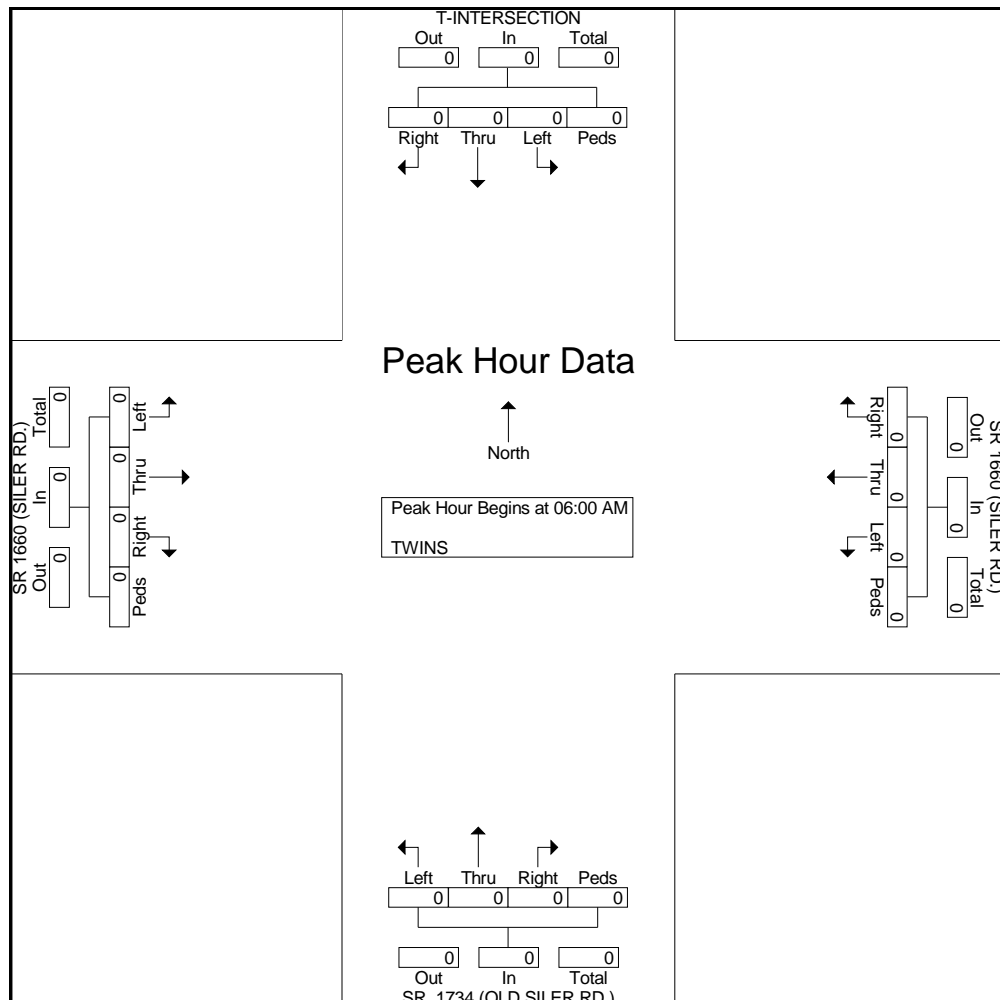 T-INTERSECTION
Out In Total
0 0 0
0 0 0 0
Right Thru Left Peds
Peak Hour Data
North
Peak Hour Begins at 06:00 AM
TWINS
SR 1660 (SILER RD.)
Out In Total
0 0 0
0 0 0 0
Peds Right Thru Left
SR 1660 (SILER RD.)
Out In Total
0 0 0
0 0 0 0
Right Thru Left Peds
Left Thru Right Peds
0 0 0 0
0 0 0
Out In Total
SR 1734 (OLD SILER RD.)